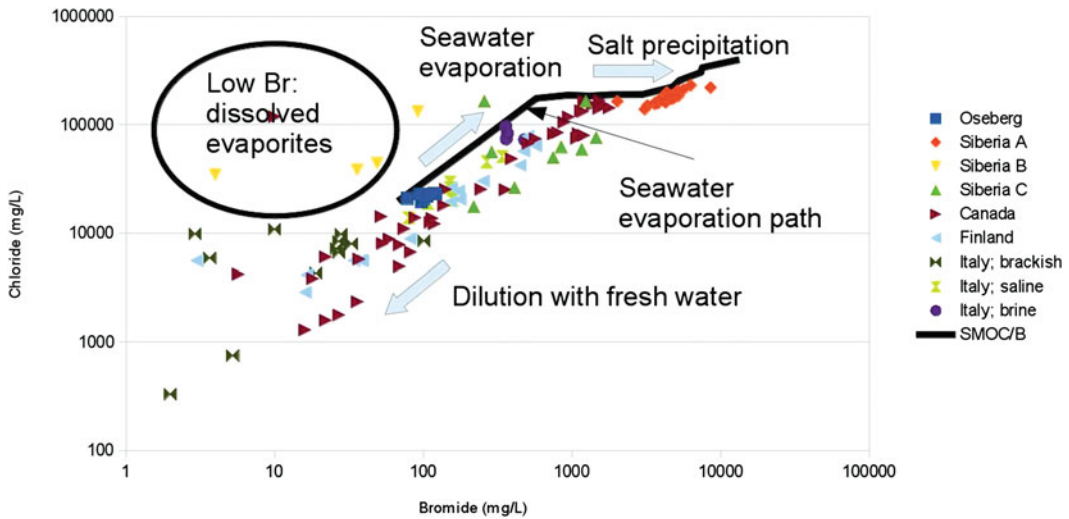 1000000
100000
10000
1000
100
1
10
100
1000
10000
100000
Chloride (mg/L)
Bromide (mg/L)
Low Br:
dissolved
evaporites
Seawater
evaporation
Salt precipitation
Seawater
evaporation path
Dilution with fresh water
Oseberg
Siberia A
Siberia B
Siberia C
Canada
Finland
Italy; brackish
Italy; saline
Italy; brine
SMOC/B